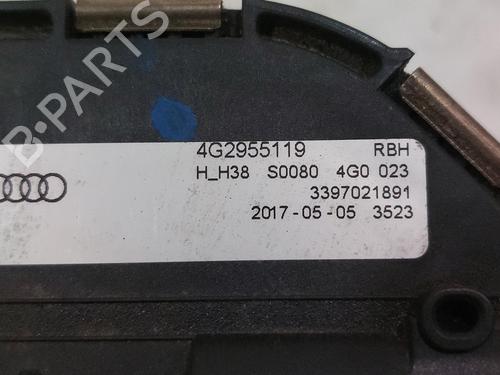 B-PARTS
4G2955119 RBH
H_H38 S0080 4G0 023
3397021891
2017-05-05 3523